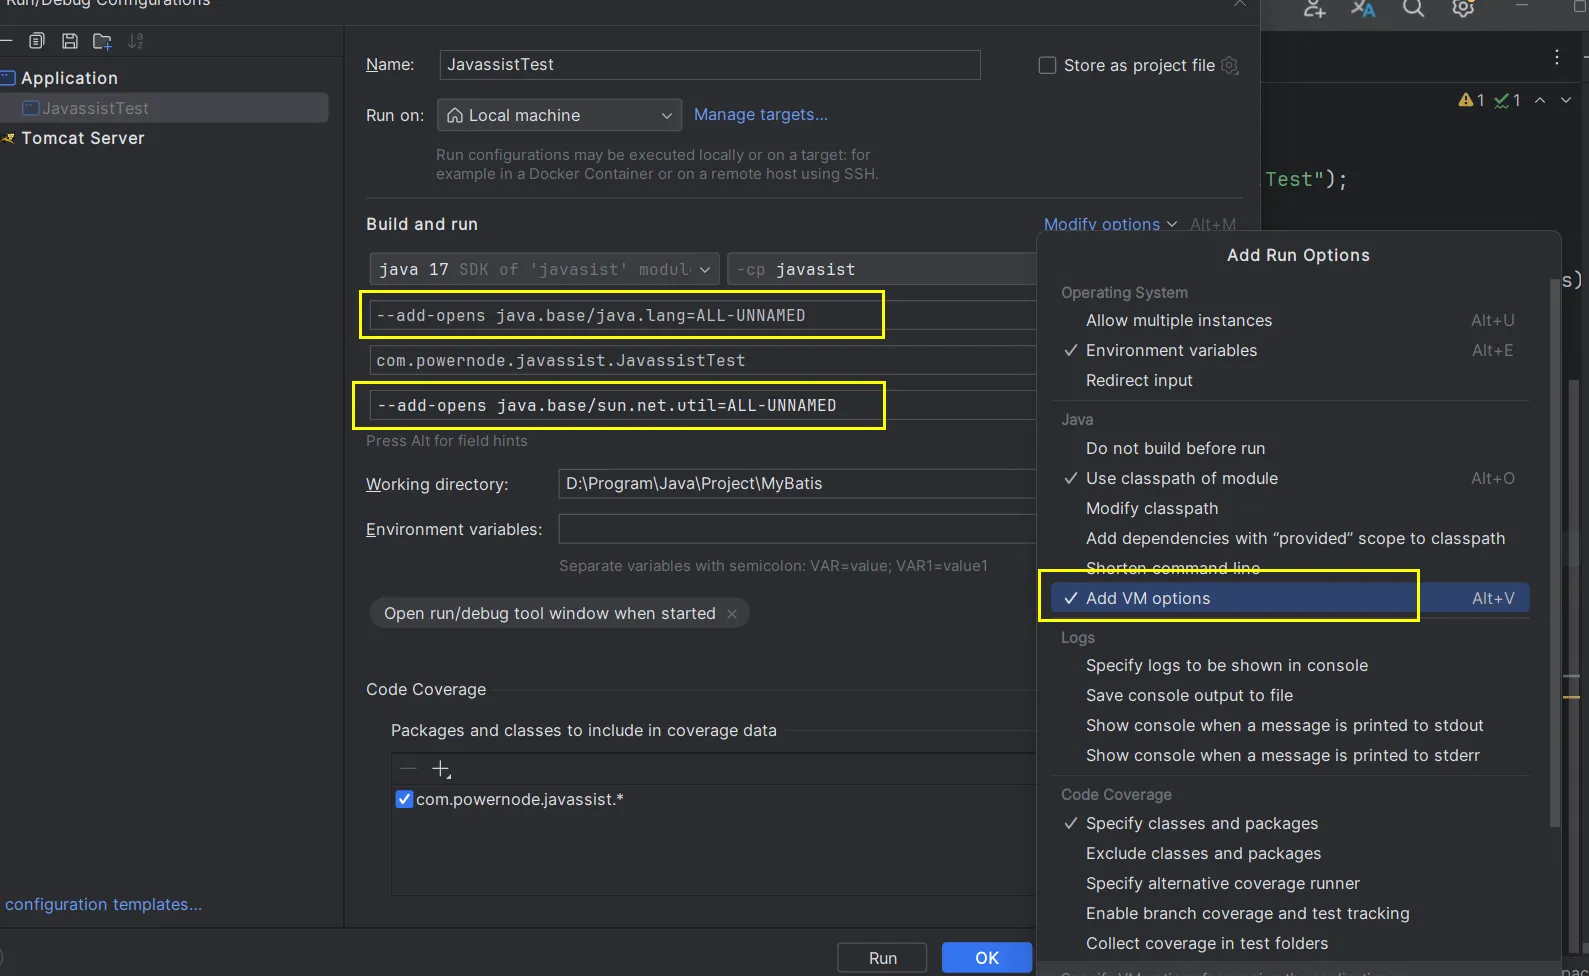 Run/Debug Configurations
Application
JavassistTest
Tomcat Server
configuration templates...
Name:
JavassistTest
Store as project file
Run on:
Local machine
Manage targets...
Run configurations may be executed locally or on a target: for
example in a Docker Container or on a remote host using SSH.
Build and run
Modify options
Alt+M
java 17 SDK of 'javasist' modul
-cp javasist
--add-opens java.base/java.lang=ALL-UNNAMED
com.powernode.javassist.JavassistTest
--add-opens java.base/sun.net.util=ALL-UNNAMED
Press Alt for field hints
Working directory:
D:\Program\Java\Project\MyBatis
Environment variables:
Separate variables with semicolon: VAR=value; VAR1=value1
Open run/debug tool window when started
Code Coverage
Packages and classes to include in coverage data
com.powernode.javassist.*
Run
OK
1
1
Test");
s)
Add Run Options
Operating System
Allow multiple instances Alt+U
Environment variables Alt+E
Redirect input
Java
Do not build before run
Use classpath of module Alt+O
Modify classpath
Add dependencies with “provided” scope to classpath
Shorten command line
Add VM options Alt+V
Logs
Specify logs to be shown in console
Save console output to file
Show console when a message is printed to stdout
Show console when a message is printed to stderr
Code Coverage
Specify classes and packages
Exclude classes and packages
Specify alternative coverage runner
Enable branch coverage and test tracking
Collect coverage in test folders